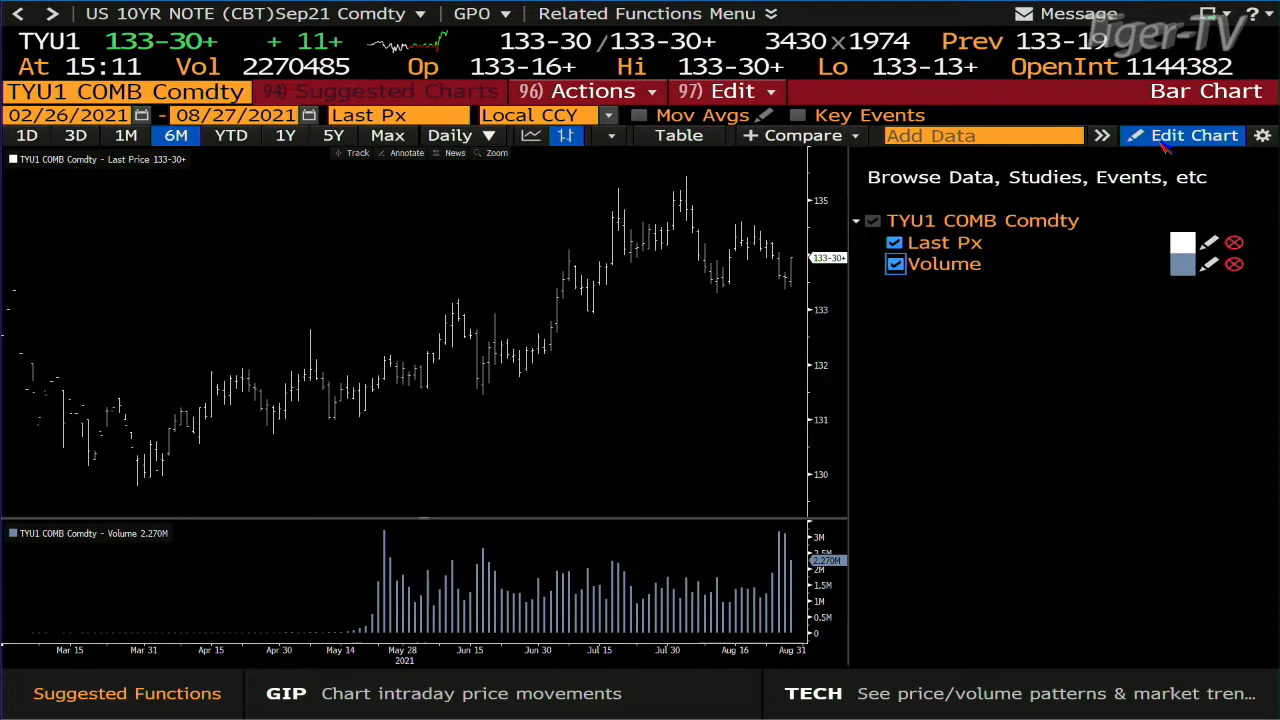 US 10YR NOTE (CBT)Sep21 Comdty GPO Related Functions Menu Message ?
Tiger-TV
TYU1 133-30+ + 11+ 133-30 /133-30+ 3430 x 1974 Prev 133-19
At 15:11 Vol 2270485 Op 133-16+ Hi 133-30+ Lo 133-13+ OpenInt 1144382
TYU1 COMB Comdty 94) Suggested Charts 96) Actions 97) Edit Bar Chart
02/26/2021 - 08/27/2021 Last Px Local CCY Mov Avgs Key Events
1D 3D 1M 6M YTD 1Y 5Y Max Daily Table + Compare Add Data Edit Chart
TYU1 COMB Comdty - Last Price 133-30+ Track Annotate News Zoom
Browse Data, Studies, Events, etc
TYU1 COMB Comdty
Last Px
Volume
135
133-30+
133
132
131
130
TYU1 COMB Comdty - Volume 2.270M
3M
2.5M
2.270M
2M
1.5M
1M
0.5M
0
Mar 15 Mar 31 Apr 15 Apr 30 May 14 May 28 Jun 15 Jun 30 Jul 15 Jul 30 Aug 16 Aug 31
2021
Suggested Functions GIP Chart intraday price movements TECH See price/volume patterns & market tren...